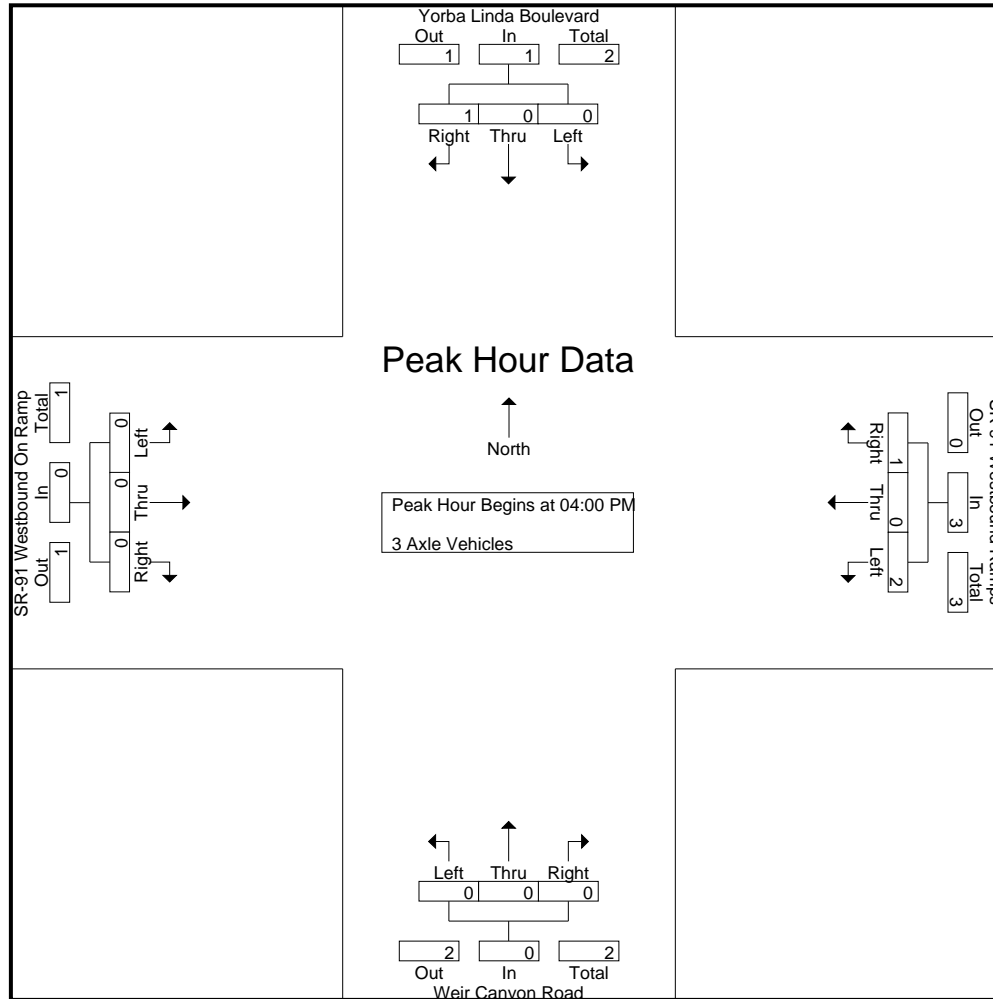 Yorba Linda Boulevard
Out In Total
1 1 2
1 0 0
Right Thru Left
Peak Hour Data
North
Peak Hour Begins at 04:00 PM
3 Axle Vehicles
SR-91 Westbound On Ramp
Total In Out
1 0 1
0 0 0
Left Thru Right
Westbound Ramps
Out In Total
0 3 3
1 0 2
Right Thru Left
Left Thru Right
0 0 0
2 0 2
Out In Total
Weir Canyon Road